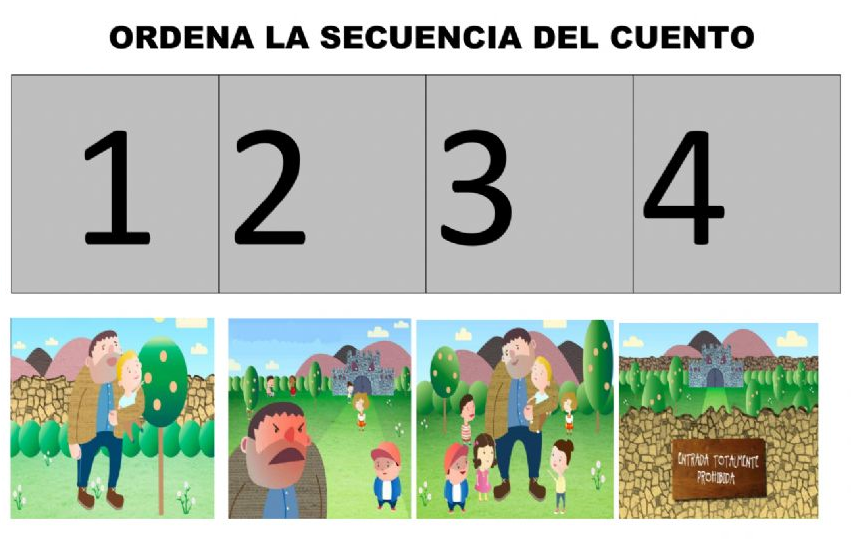 ORDENA LA SECUENCIA DEL CUENTO
1 2 3 4
ENTRADA TOTALMENTE
PROHIBIDA